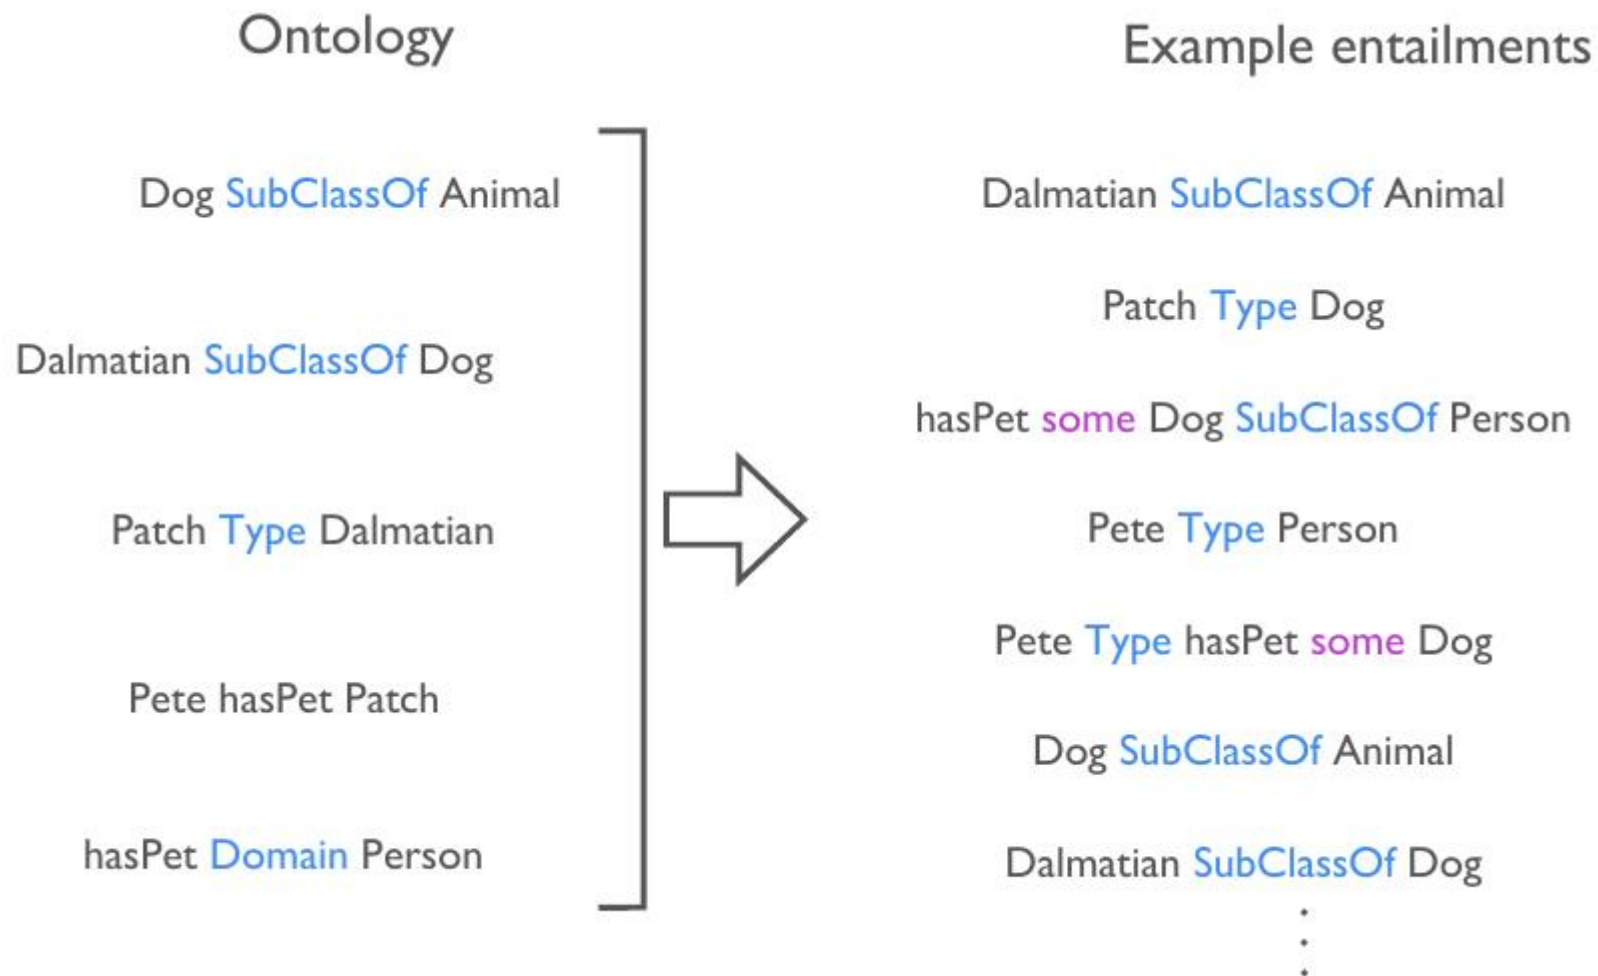 Ontology
Dog SubClassOf Animal
Dalmatian SubClassOf Dog
Patch Type Dalmatian
Pete hasPet Patch
hasPet Domain Person
Example entailments
Dalmatian SubClassOf Animal
Patch Type Dog
hasPet some Dog SubClassOf Person
Pete Type Person
Pete Type hasPet some Dog
Dog SubClassOf Animal
Dalmatian SubClassOf Dog